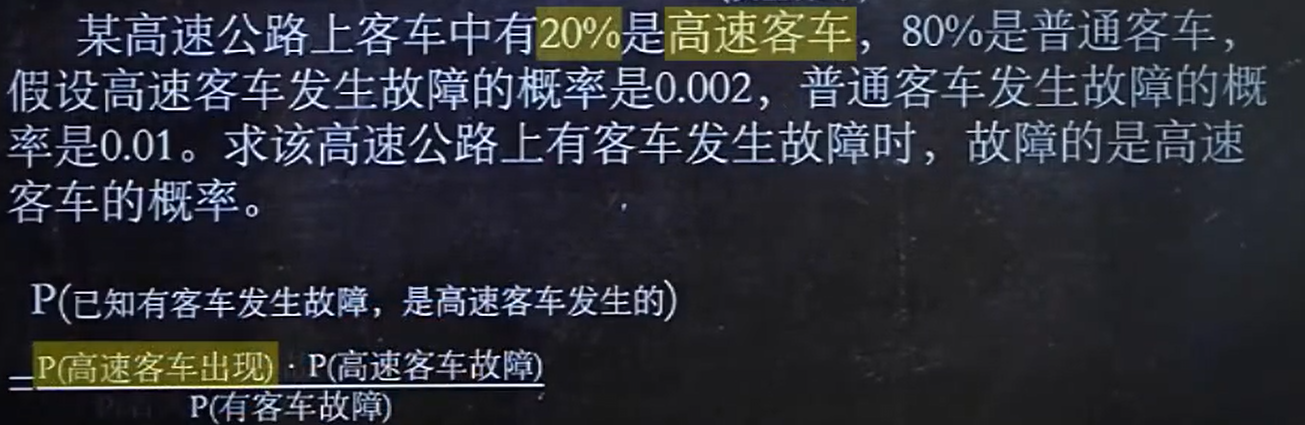 某高速公路上客车中有20%是高速客车，80%是普通客车，
假设高速客车发生故障的概率是0.002，普通客车发生故障的概
率是0.01。求该高速公路上有客车发生故障时，故障的是高速
客车的概率。
P(已知有客车发生故障，是高速客车发生的)
=P(高速客车出现) · P(高速客车故障)
P(有客车故障)